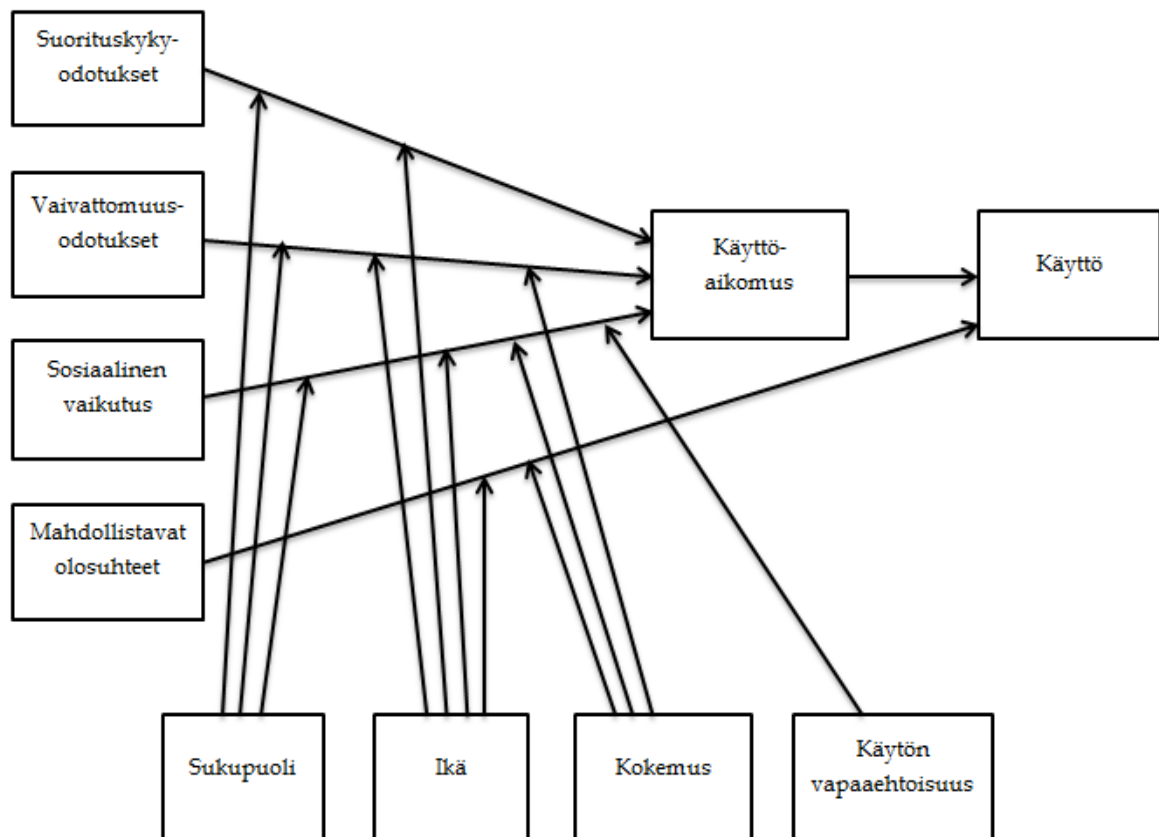 Suorituskyky-
odotukset
Vaivattomuus-
odotukset
Sosiaalinen
vaikutus
Mahdollistavat
olosuhteet
Käyttö-
aikomus
Käyttö
Sukupuoli
Ikä
Kokemus
Käytön
vapaaehtoisuus